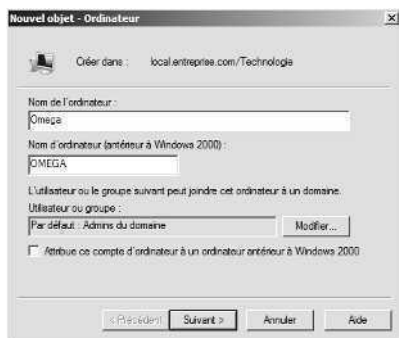 Nouvel objet - Ordinateur
Créer dans : local.entreprise.com/Technologie
Nom de l'ordinateur :
Omega
Nom d'ordinateur (antérieur à Windows 2000) :
OMEGA
L'utilisateur ou le groupe suivant peut joindre cet ordinateur à un domaine.
Utilisateur ou groupe :
Par défaut : Admins du domaine Modifier...
Attribue ce compte d'ordinateur à un ordinateur antérieur à Windows 2000
< Précédent Suivant > Annuler Aide